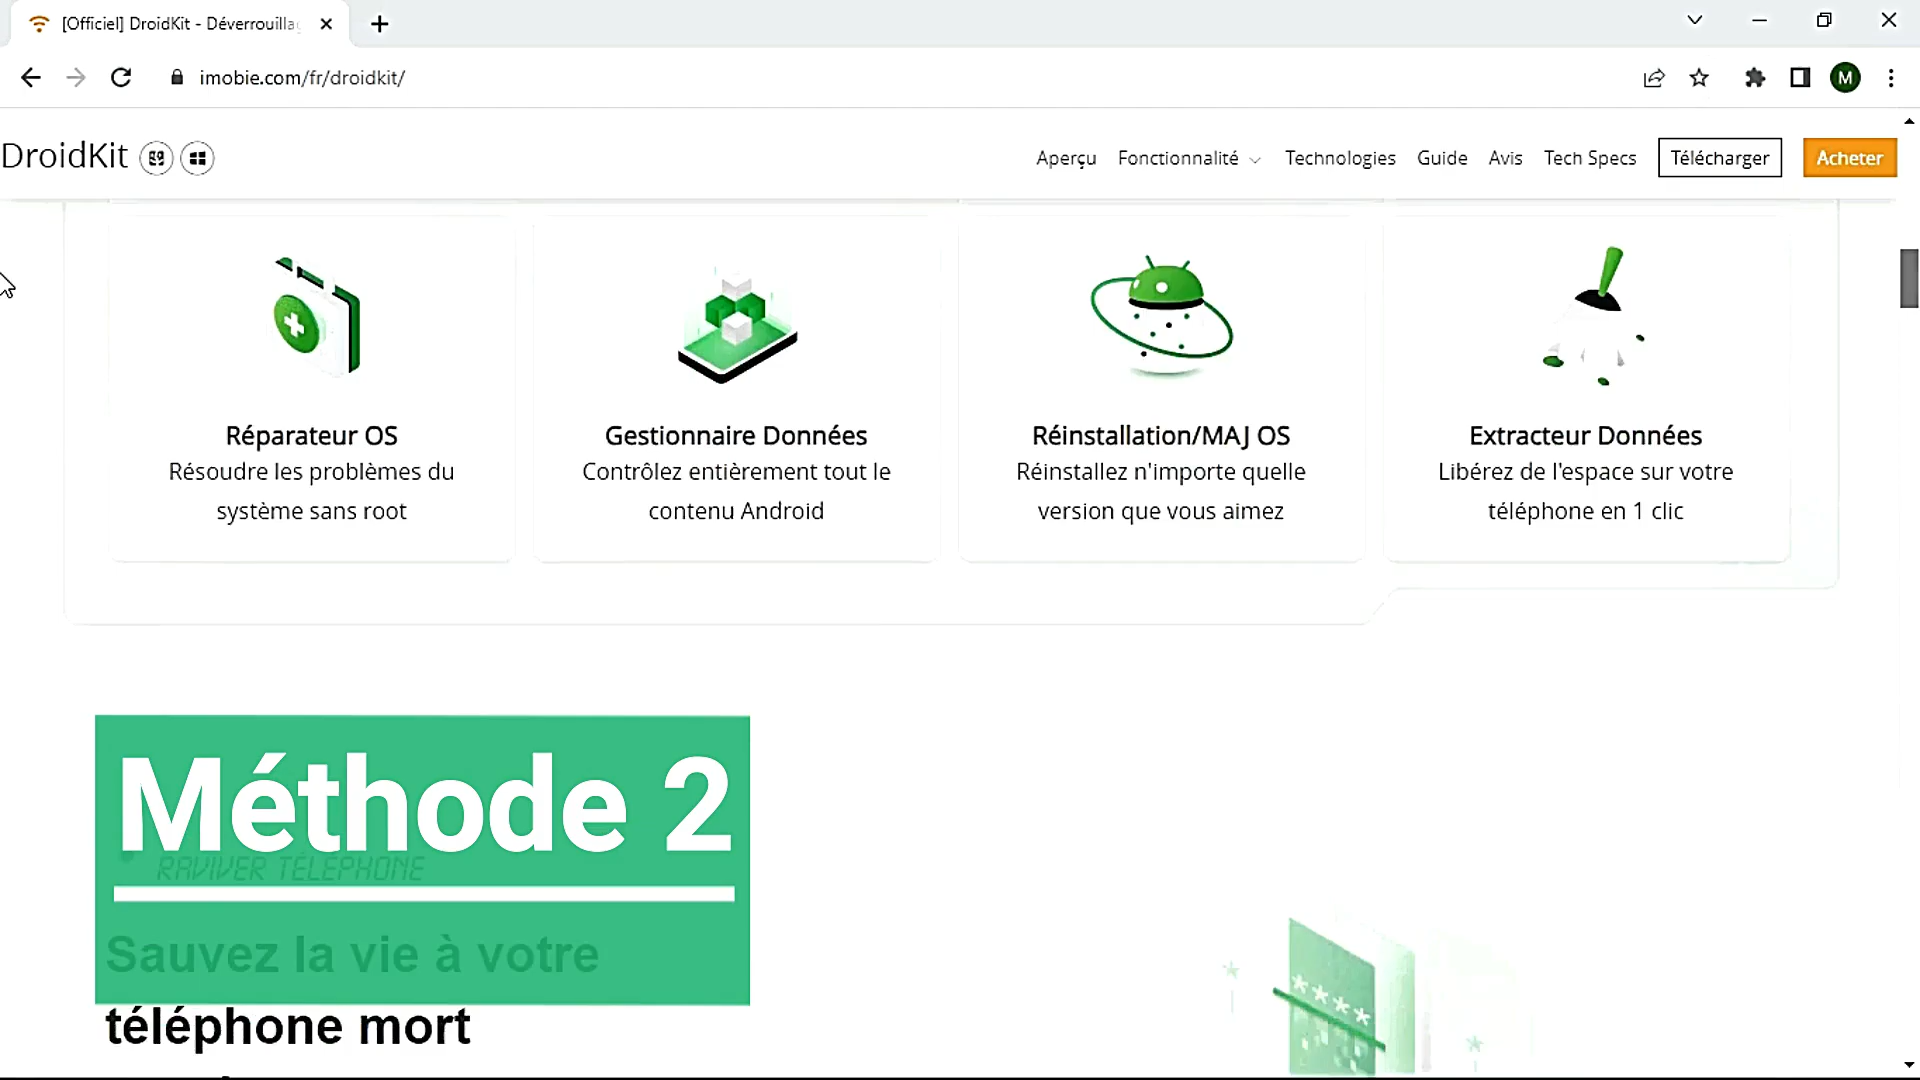 [Officiel] DroidKit - Déverrouilla
imobie.com/fr/droidkit/
M
DroidKit
Aperçu Fonctionnalité Technologies Guide Avis Tech Specs Télécharger Acheter
Réparateur OS
Résoudre les problèmes du
système sans root
Gestionnaire Données
Contrôlez entièrement tout le
contenu Android
Réinstallation/MAJ OS
Réinstallez n'importe quelle
version que vous aimez
Extracteur Données
Libérez de l'espace sur votre
téléphone en 1 clic
Méthode 2
RAVIVER TÉLÉPHONE
Sauvez la vie à votre
téléphone mort
****